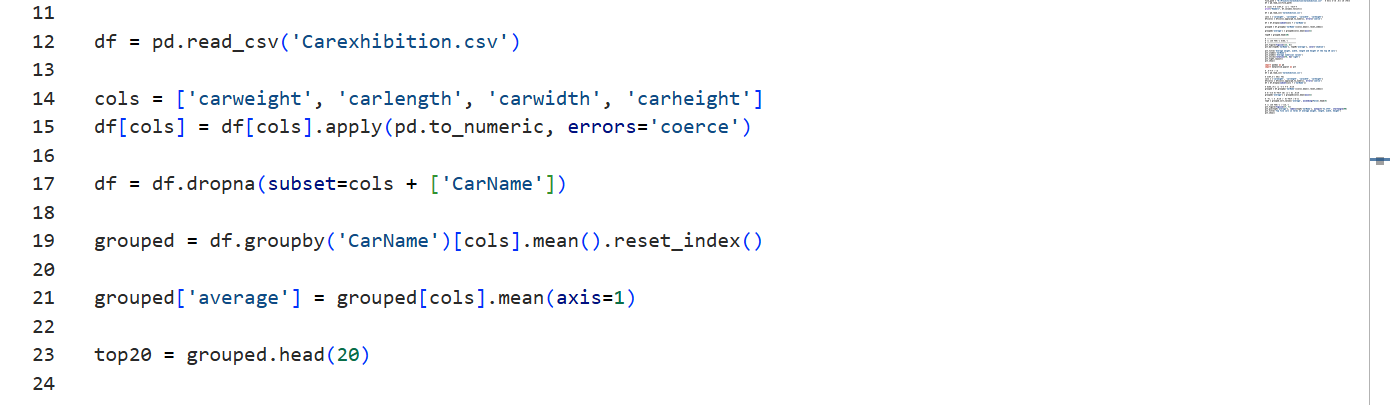 11
12 df = pd.read_csv('Carexhibition.csv')
13
14 cols = ['carweight', 'carlength', 'carwidth', 'carheight']
15 df[cols] = df[cols].apply(pd.to_numeric, errors='coerce')
16
17 df = df.dropna(subset=cols + ['CarName'])
18
19 grouped = df.groupby('CarName')[cols].mean().reset_index()
20
21 grouped['average'] = grouped[cols].mean(axis=1)
22
23 top20 = grouped.head(20)
24